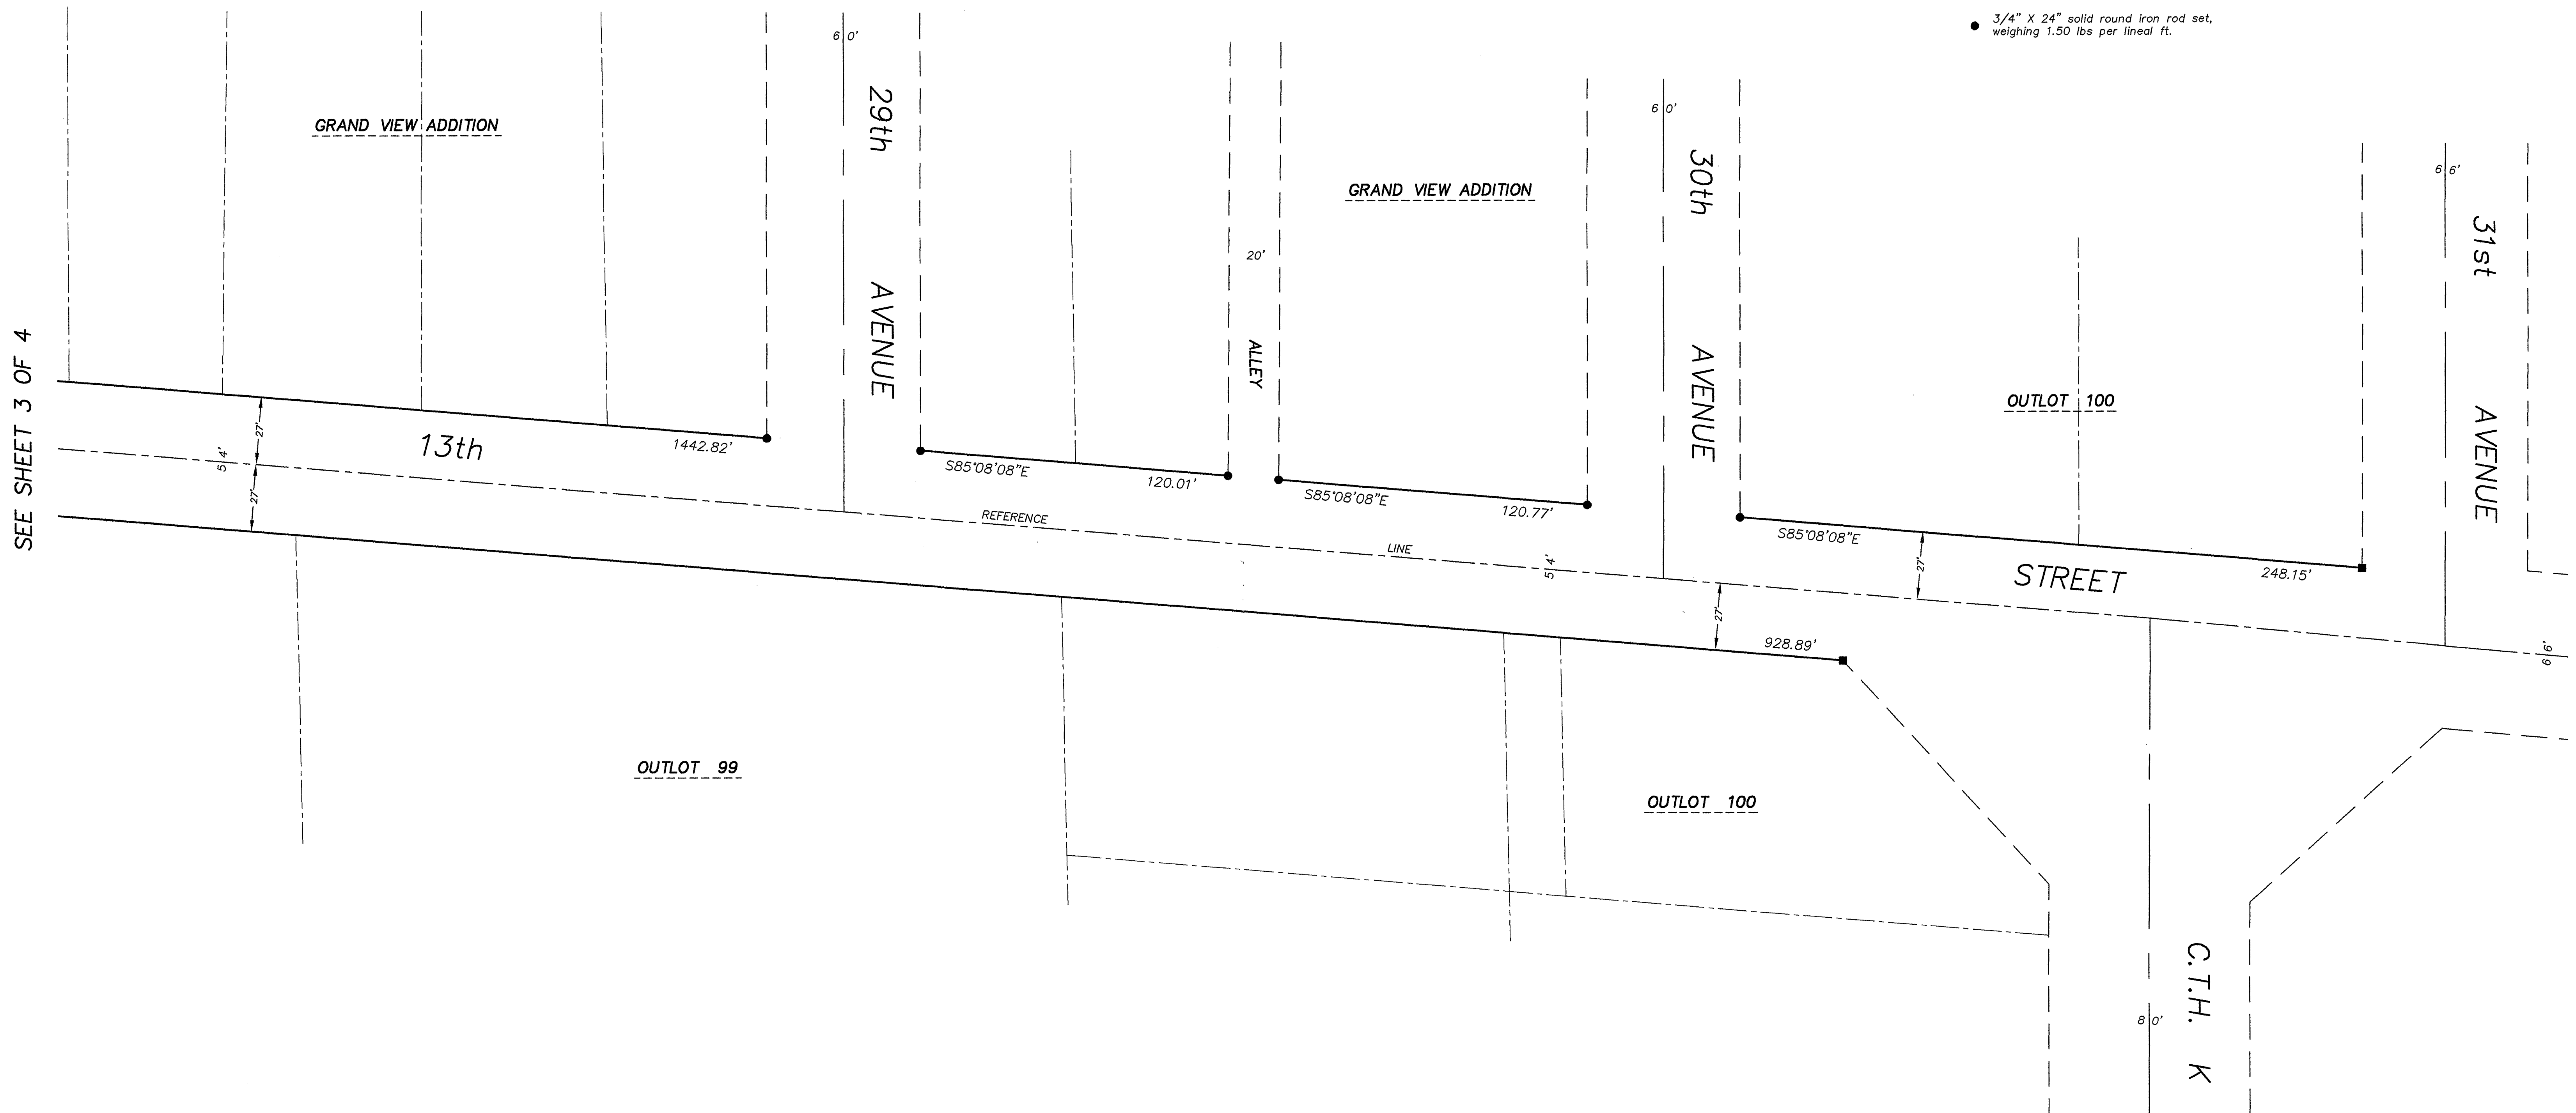 3/4" X 24" solid round iron rod set,
weighing 1.50 lbs per lineal ft.
60'
29th AVENUE
GRAND VIEW ADDITION
60'
30th AVENUE
66'
31st AVENUE
GRAND VIEW ADDITION
20'
ALLEY
SEE SHEET 3 OF 4
OUTLOT 100
27'
54'
27'
13th
1442.82'
S85°08'08"E
120.01'
S85°08'08"E
120.77'
REFERENCE
LINE
54'
S85°08'08"E
27'
STREET
248.15'
27'
928.89'
66'
OUTLOT 99
OUTLOT 100
C.T.H. K
80'